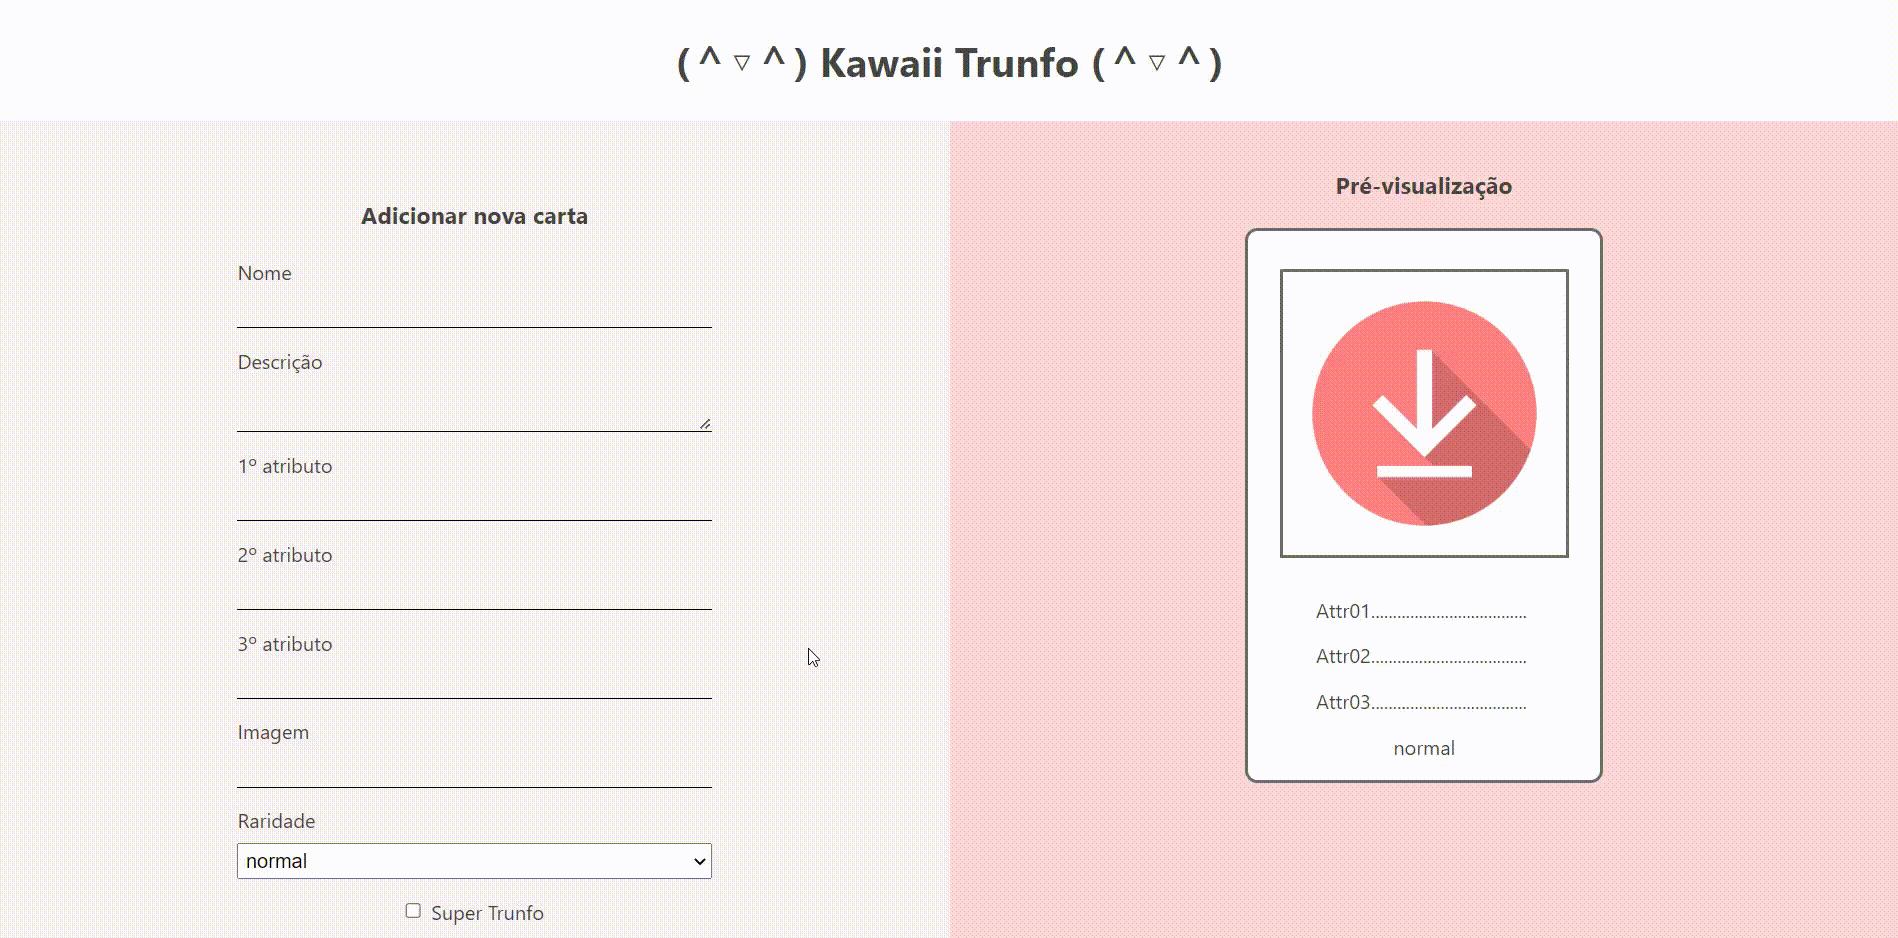 ( ^ ▿ ^ ) Kawaii Trunfo ( ^ ▿ ^ )
Adicionar nova carta
Nome
Descrição
1º atributo
2º atributo
3º atributo
Imagem
Raridade
normal
Super Trunfo
Pré-visualização
Attr01....................................
Attr02....................................
Attr03....................................
normal